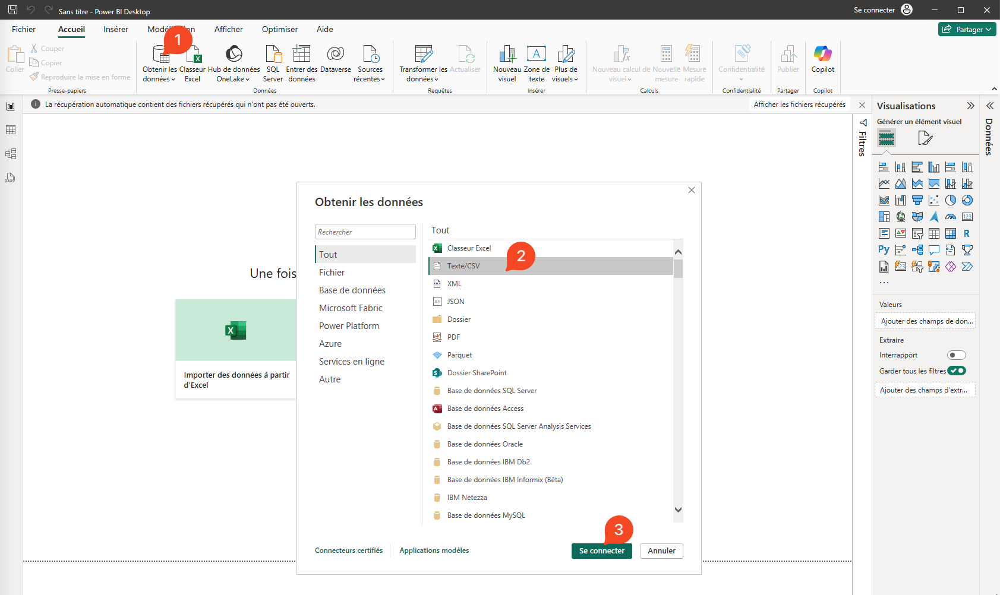 Sans titre - Power BI Desktop
Se connecter
Fichier
Accueil
Insérer
Afficher
Optimiser
Aide
Partager
Coller
Couper
Copier
Reproduire la mise en forme
Presse-papiers
1
Obtenir les données
Classeur Excel
Hub de données OneLake
SQL Server
Entrer des données
Dataverse
Sources récentes
Données
Transformer les données
Actualiser
Requêtes
Nouveau visuel
Zone de texte
Plus de visuels
Insérer
Nouveau calcul de visuel
Nouvelle mesure
Mesure rapide
Calculs
Confidentialité
Confidentialité
Publier
Partager
Copilot
Copilot
La récupération automatique contient des fichiers récupérés qui n'ont pas été ouverts.
Afficher les fichiers récupérés
Une fois
Importer des données à partir
d'Excel
Obtenir les données
Rechercher
Tout
Fichier
Base de données
Microsoft Fabric
Power Platform
Azure
Services en ligne
Autre
Tout
Classeur Excel
2
Texte/CSV
XML
JSON
Dossier
PDF
Parquet
Dossier SharePoint
Base de données SQL Server
Base de données Access
Base de données SQL Server Analysis Services
Base de données Oracle
Base de données IBM Db2
Base de données IBM Informix (Bêta)
IBM Netezza
Base de données MySQL
3
Connecteurs certifiés
Applications modèles
Se connecter
Annuler
Filtres
Visualisations
Générer un élément visuel
123
R
Py
...
Valeurs
Ajouter des champs de don...
Extraire
Interrapport
Garder tous les filtres
Ajouter des champs d'extr...
Données